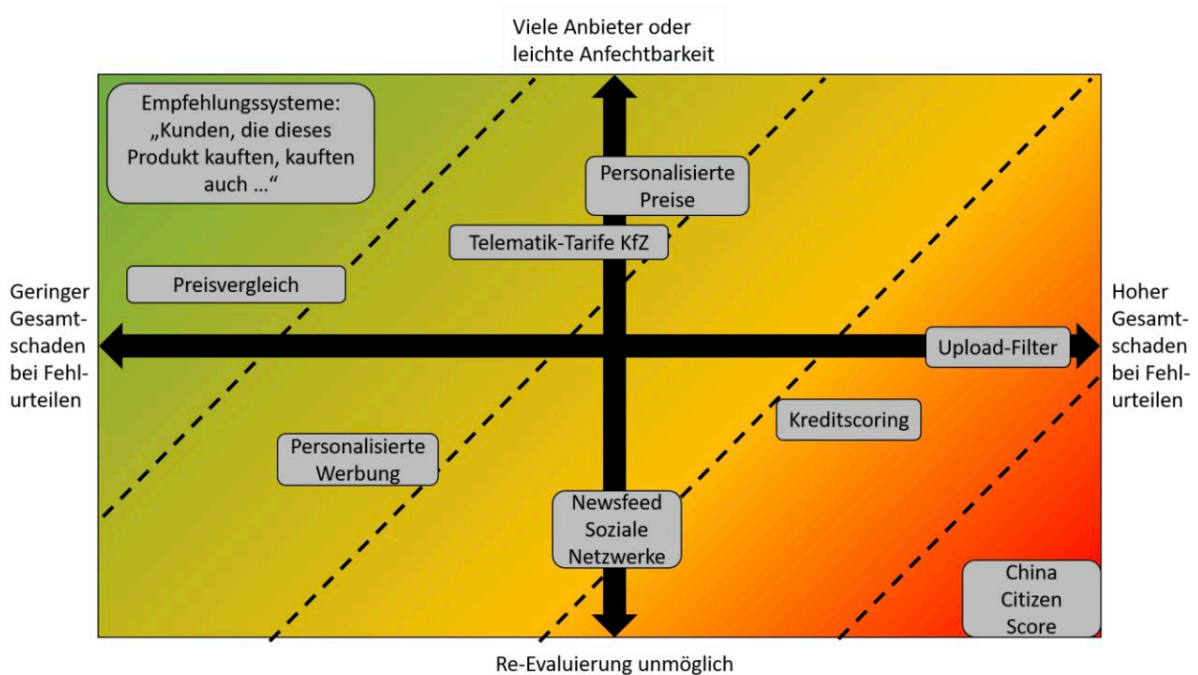 Viele Anbieter oder
leichte Anfechtbarkeit
Empfehlungssysteme:
„Kunden, die dieses
Produkt kauften, kauften
auch ...“
Personalisierte
Preise
Telematik-Tarife KfZ
Preisvergleich
Geringer
Gesamt-
schaden
bei Fehl-
urteilen
Hoher
Gesamt-
schaden
bei Fehl-
urteilen
Upload-Filter
Kreditscoring
Personalisierte
Werbung
Newsfeed
Soziale
Netzwerke
China
Citizen
Score
Re-Evaluierung unmöglich